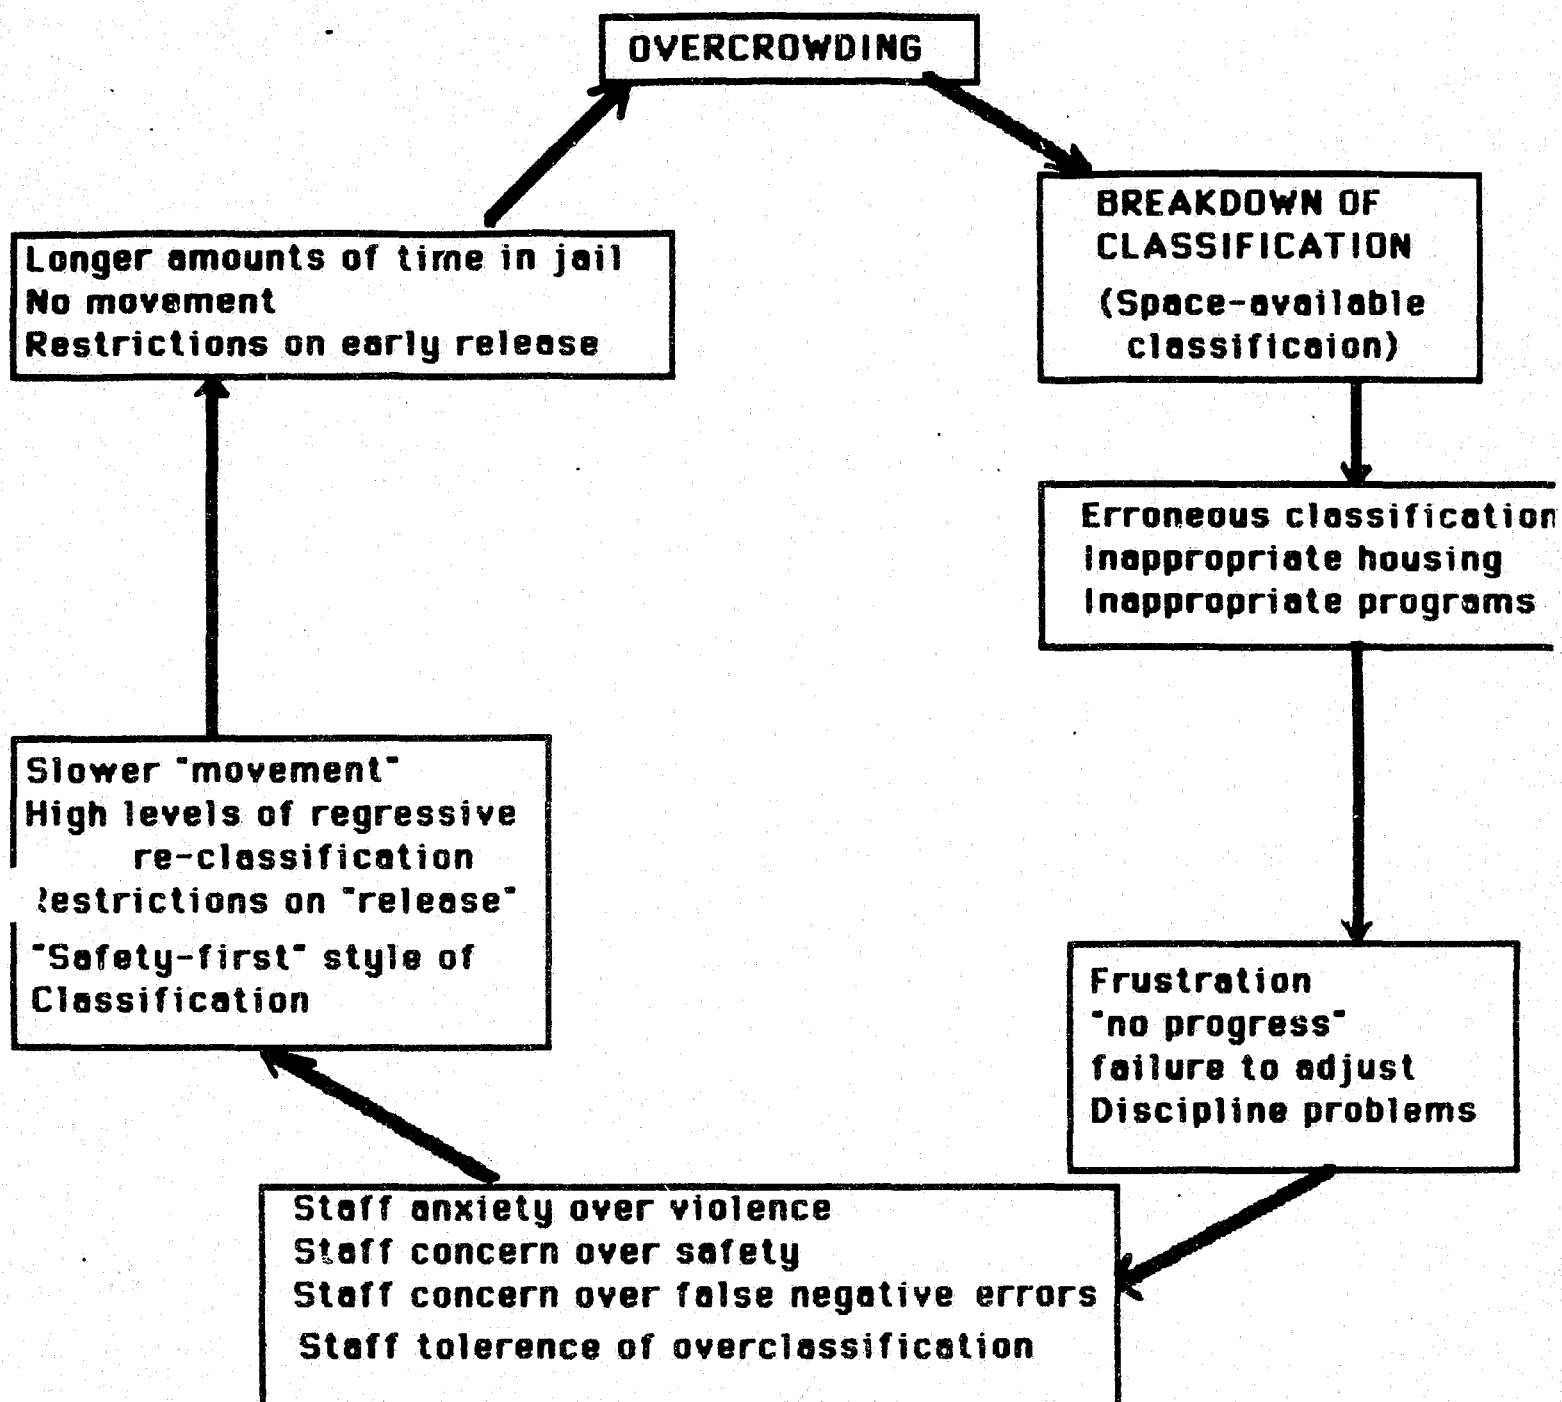 OVERCROWDING
BREAKDOWN OF
CLASSIFICATION
(Space-available
classificaion)
Erroneous classification
Inappropriate housing
Inappropriate programs
Frustration
"no progress"
failure to adjust
Discipline problems
Staff anxiety over violence
Staff concern over safety
Staff concern over false negative errors
Staff tolerence of overclassification
Slower "movement"
High levels of regressive
re-classification
Restrictions on "release"
"Safety-first" style of
Classification
Longer amounts of time in jail
No movement
Restrictions on early release